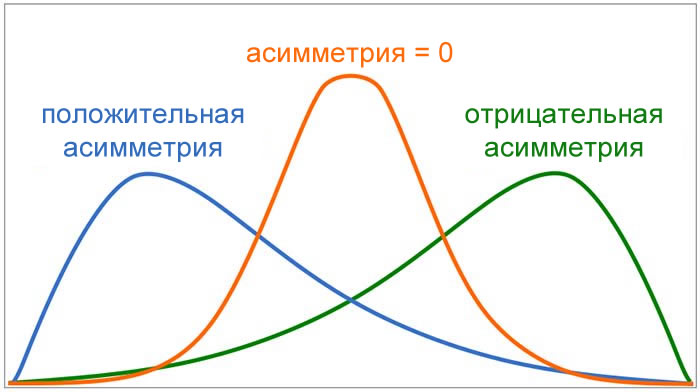 асимметрия = 0
положительная
асимметрия
отрицательная
асимметрия